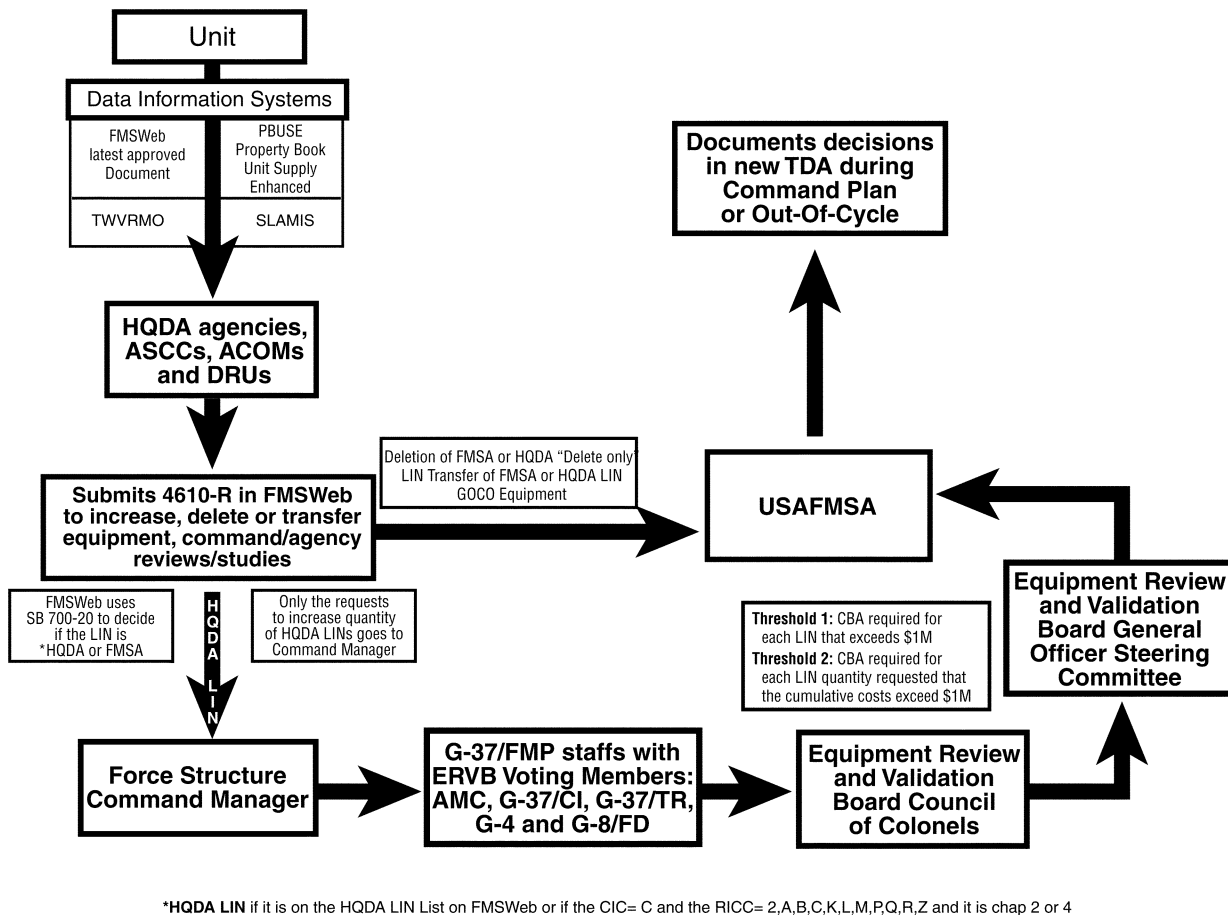 Unit
Data Information Systems
FMSWeb
latest approved
Document
PBUSE
Property Book
Unit Supply
Enhanced
TWVRMO
SLAMIS
HQDA agencies,
ASCCs, ACOMs
and DRUs
Submits 4610-R in FMSWeb
to increase, delete or transfer
equipment, command/agency
reviews/studies
Deletion of FMSA or HQDA “Delete only”
LIN Transfer of FMSA or HQDA LIN
GOCO Equipment
USAFMSA
Documents decisions
in new TDA during
Command Plan
or Out-Of-Cycle
FMSWeb uses
SB 700-20 to decide
if the LIN is
*HQDA or FMSA
HQDA LIN
Only the requests
to increase quantity
of HQDA LINs goes to
Command Manager
Force Structure
Command Manager
G-37/FMP staffs with
ERVB Voting Members:
AMC, G-37/CI, G-37/TR,
G-4 and G-8/FD
Equipment Review
and Validation
Board Council
of Colonels
Threshold 1: CBA required for
each LIN that exceeds $1M
Threshold 2: CBA required for
each LIN quantity requested that
the cumulative costs exceed $1M
Equipment Review
and Validation
Board General
Officer Steering
Committee
*HQDA LIN if it is on the HQDA LIN List on FMSWeb or if the CIC= C and the RICC= 2,A,B,C,K,L,M,P,Q,R,Z and it is chap 2 or 4